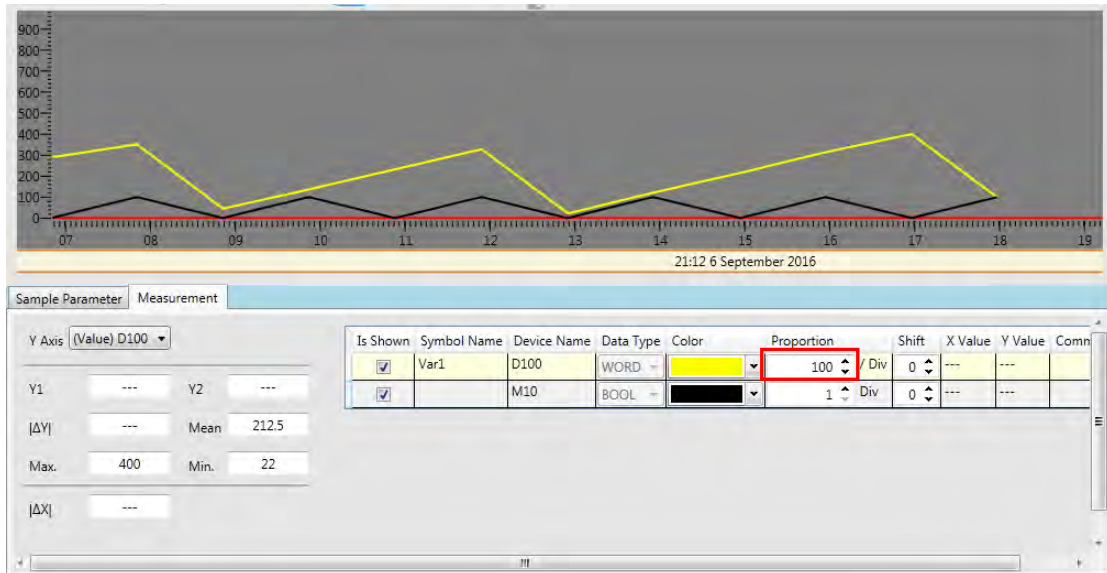 900
800
700
600
500
400
300
200
100
0
07 08 09 10 11 12 13 14 15 16 17 18 19
21:12 6 September 2016
Sample Parameter Measurement
Y Axis (Value) D100
Y1 --- Y2 ---
|ΔY| --- Mean 212.5
Max. 400 Min. 22
|ΔX| ---
Is Shown Symbol Name Device Name Data Type Color Proportion Shift X Value Y Value Comn
Var1 D100 WORD 100 / Div 0 --- ---
M10 BOOL 1 Div 0 --- ---